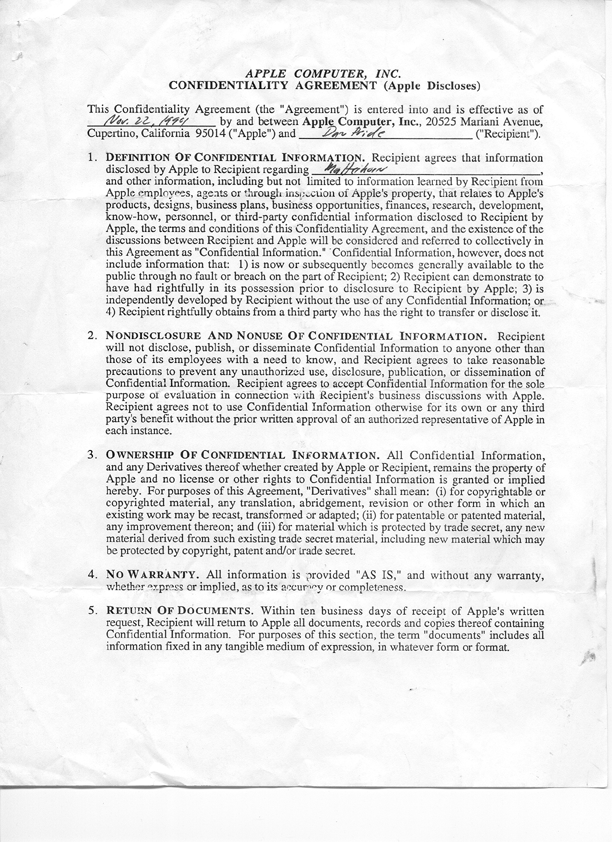 APPLE COMPUTER, INC.
CONFIDENTIALITY AGREEMENT (Apple Discloses)
This Confidentiality Agreement (the "Agreement") is entered into and is effective as of
Nov. 22, 1994 by and between Apple Computer, Inc., 20525 Mariani Avenue,
Cupertino, California 95014 ("Apple") and ("Recipient").
1. DEFINITION OF CONFIDENTIAL INFORMATION. Recipient agrees that information
disclosed by Apple to Recipient regarding ,
and other information, including but not limited to information learned by Recipient from
Apple employees, agents or through inspection of Apple's property, that relates to Apple's
products, designs, business plans, business opportunities, finances, research, development,
know-how, personnel, or third-party confidential information disclosed to Recipient by
Apple, the terms and conditions of this Confidentiality Agreement, and the existence of the
discussions between Recipient and Apple will be considered and referred to collectively in
this Agreement as "Confidential Information." Confidential Information, however, does not
include information that: 1) is now or subsequently becomes generally available to the
public through no fault or breach on the part of Recipient; 2) Recipient can demonstrate to
have had rightfully in its possession prior to disclosure to Recipient by Apple; 3) is
independently developed by Recipient without the use of any Confidential Information; or
4) Recipient rightfully obtains from a third party who has the right to transfer or disclose it.
2. NONDISCLOSURE AND NONUSE OF CONFIDENTIAL INFORMATION. Recipient
will not disclose, publish, or disseminate Confidential Information to anyone other than
those of its employees with a need to know, and Recipient agrees to take reasonable
precautions to prevent any unauthorized use, disclosure, publication, or dissemination of
Confidential Information. Recipient agrees to accept Confidential Information for the sole
purpose of evaluation in connection with Recipient's business discussions with Apple.
Recipient agrees not to use Confidential Information otherwise for its own or any third
party's benefit without the prior written approval of an authorized representative of Apple in
each instance.
3. OWNERSHIP OF CONFIDENTIAL INFORMATION. All Confidential Information,
and any Derivatives thereof whether created by Apple or Recipient, remains the property of
Apple and no license or other rights to Confidential Information is granted or implied
hereby. For purposes of this Agreement, "Derivatives" shall mean: (i) for copyrightable or
copyrighted material, any translation, abridgement, revision or other form in which an
existing work may be recast, transformed or adapted; (ii) for patentable or patented material,
any improvement thereon; and (iii) for material which is protected by trade secret, any new
material derived from such existing trade secret material, including new material which may
be protected by copyright, patent and/or trade secret.
4. NO WARRANTY. All information is provided "AS IS," and without any warranty,
whether express or implied, as to its accuracy or completeness.
5. RETURN OF DOCUMENTS. Within ten business days of receipt of Apple's written
request, Recipient will return to Apple all documents, records and copies thereof containing
Confidential Information. For purposes of this section, the term "documents" includes all
information fixed in any tangible medium of expression, in whatever form or format.